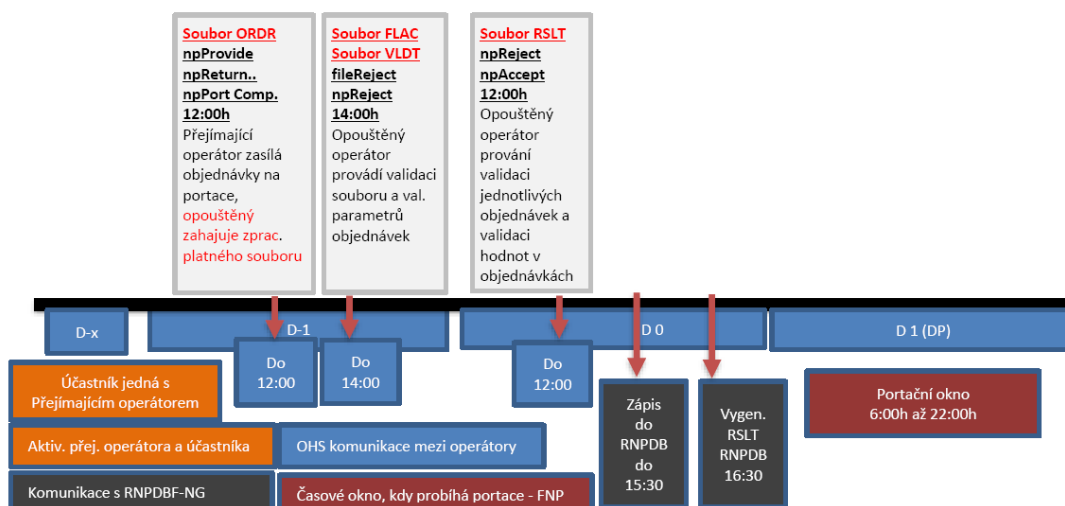 Soubor ORDR
npProvide
npReturn..
npPort Comp.
12:00h
Přejímající
operátor zasílá
objednávky na
portace,
opouštěný
zahajuje zprac.
platného souboru
Soubor FLAC
Soubor VLDT
fileReject
npReject
14:00h
Opouštěný
operátor
provádí validaci
souboru a val.
parametrů
objednávek
Soubor RSLT
npReject
npAccept
12:00h
Opouštěný
operátor
prování
validaci
jednotlivých
objednávek a
validaci
hodnot v
objednávkách
D-x
D-1
D 0
D 1 (DP)
Do
12:00
Do
14:00
Do
12:00
Účastník jedná s
Přejímajícím operátorem
Zápis
do
RNPDB
do
15:30
Vygen.
RSLT
RNPDB
16:30
Portační okno
6:00h až 22:00h
Aktiv. přej. operátora a účastníka
OHS komunikace mezi operátory
Komunikace s RNPDBF-NG
Časové okno, kdy probíhá portace - FNP